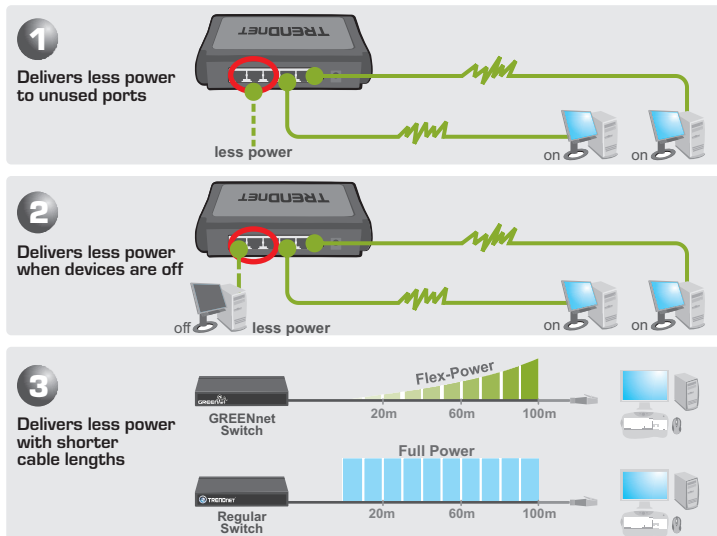 1
TRENDnet
Delivers less power
to unused ports
less power
on
on
2
TRENDnet
Delivers less power
when devices are off
off
less power
on
on
3
Delivers less power
with shorter
cable lengths
GREENnet
Flex-Power
20m 60m 100m
GREENnet
Switch
Full Power
TRENDNET
20m 60m 100m
Regular
Switch